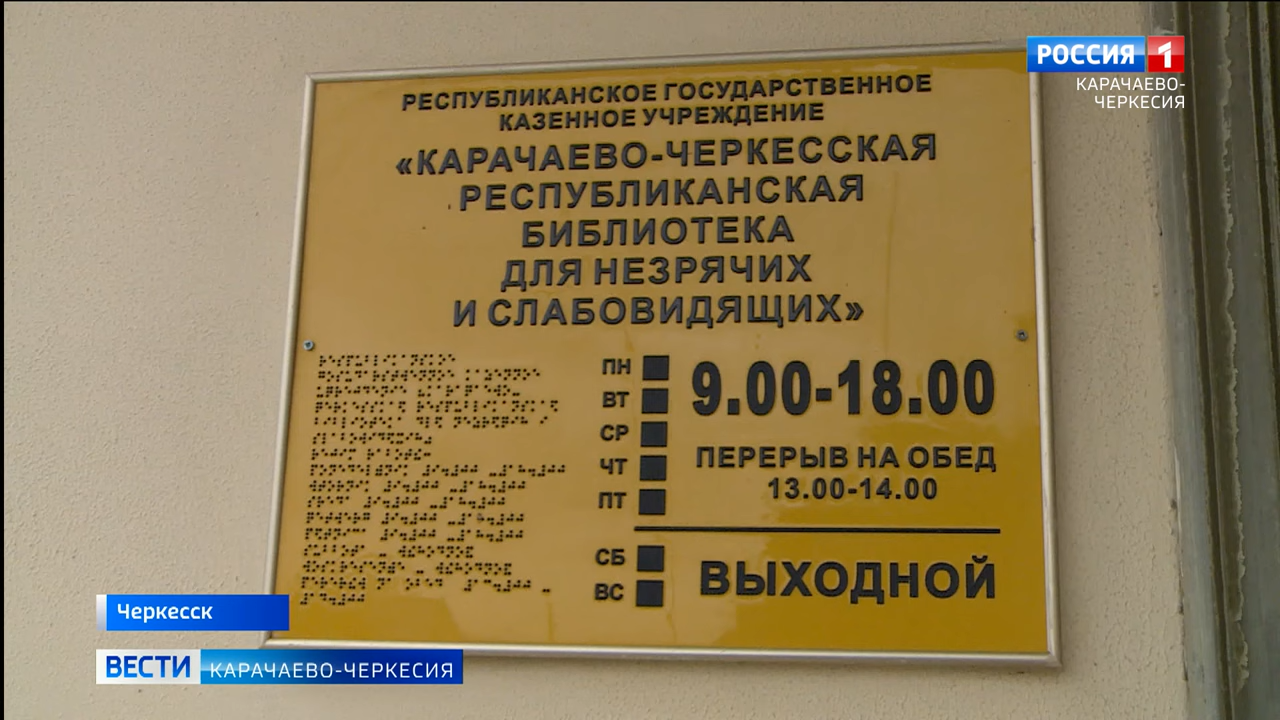 РОССИЯ 1
КАРАЧАЕВО-
ЧЕРКЕСИЯ
РЕСПУБЛИКАНСКОЕ ГОСУДАРСТВЕННОЕ
КАЗЕННОЕ УЧРЕЖДЕНИЕ
«КАРАЧАЕВО-ЧЕРКЕССКАЯ
РЕСПУБЛИКАНСКАЯ
БИБЛИОТЕКА
ДЛЯ НЕЗРЯЧИХ
И СЛАБОВИДЯЩИХ»
ПН
ВТ
СР
ЧТ
ПТ
9.00-18.00
ПЕРЕРЫВ НА ОБЕД
13.00-14.00
СБ
ВС
ВЫХОДНОЙ
Черкесск
ВЕСТИ КАРАЧАЕВО-ЧЕРКЕСИЯ